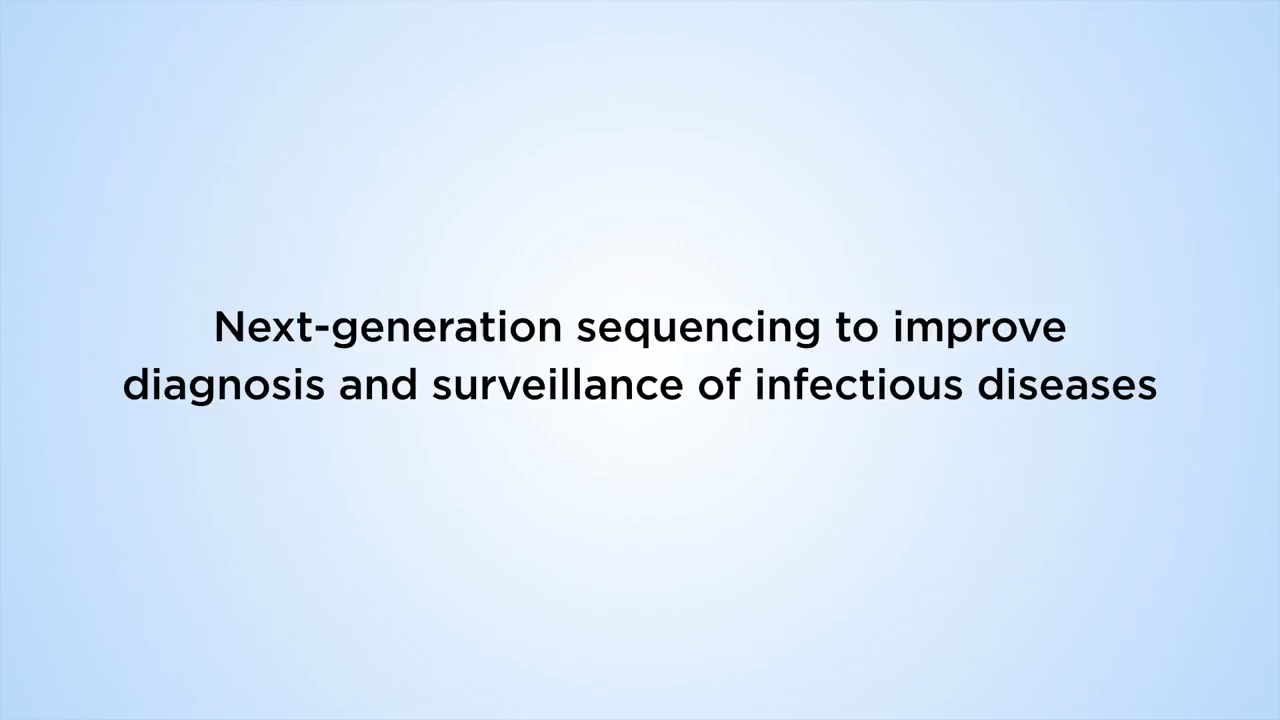 Next-generation sequencing to improve
diagnosis and surveillance of infectious diseases